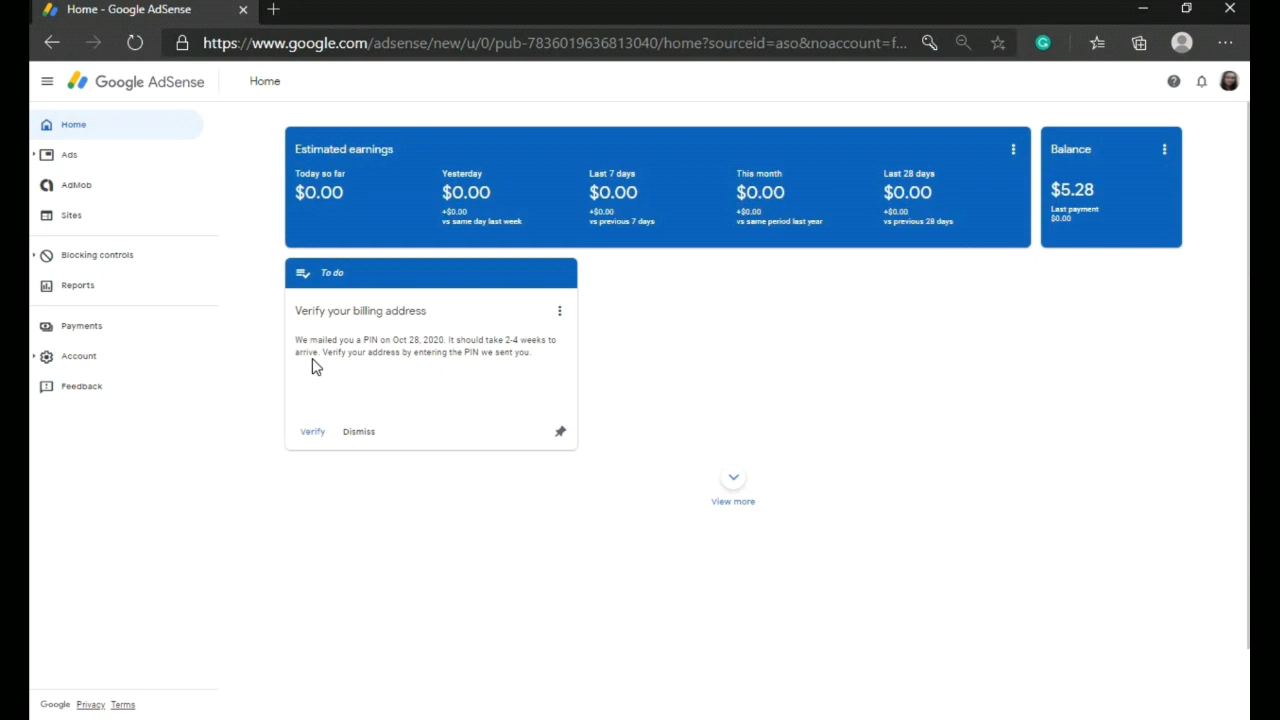 Home - Google AdSense
https://www.google.com/adsense/new/u/0/pub-7836019636813040/home?sourceid=aso&noaccount=f...
Google AdSense
Home
Home
Ads
AdMob
Sites
Blocking controls
Reports
Payments
Account
Feedback
Estimated earnings
Today so far
$0.00
Yesterday
$0.00
+$0.00
vs same day last week
Last 7 days
$0.00
+$0.00
vs previous 7 days
This month
$0.00
+$0.00
vs same period last year
Last 28 days
$0.00
+$0.00
vs previous 28 days
Balance
$5.28
Last payment
$0.00
To do
Verify your billing address
We mailed you a PIN on Oct 28, 2020. It should take 2-4 weeks to
arrive. Verify your address by entering the PIN we sent you.
Verify Dismiss
View more
Google Privacy Terms